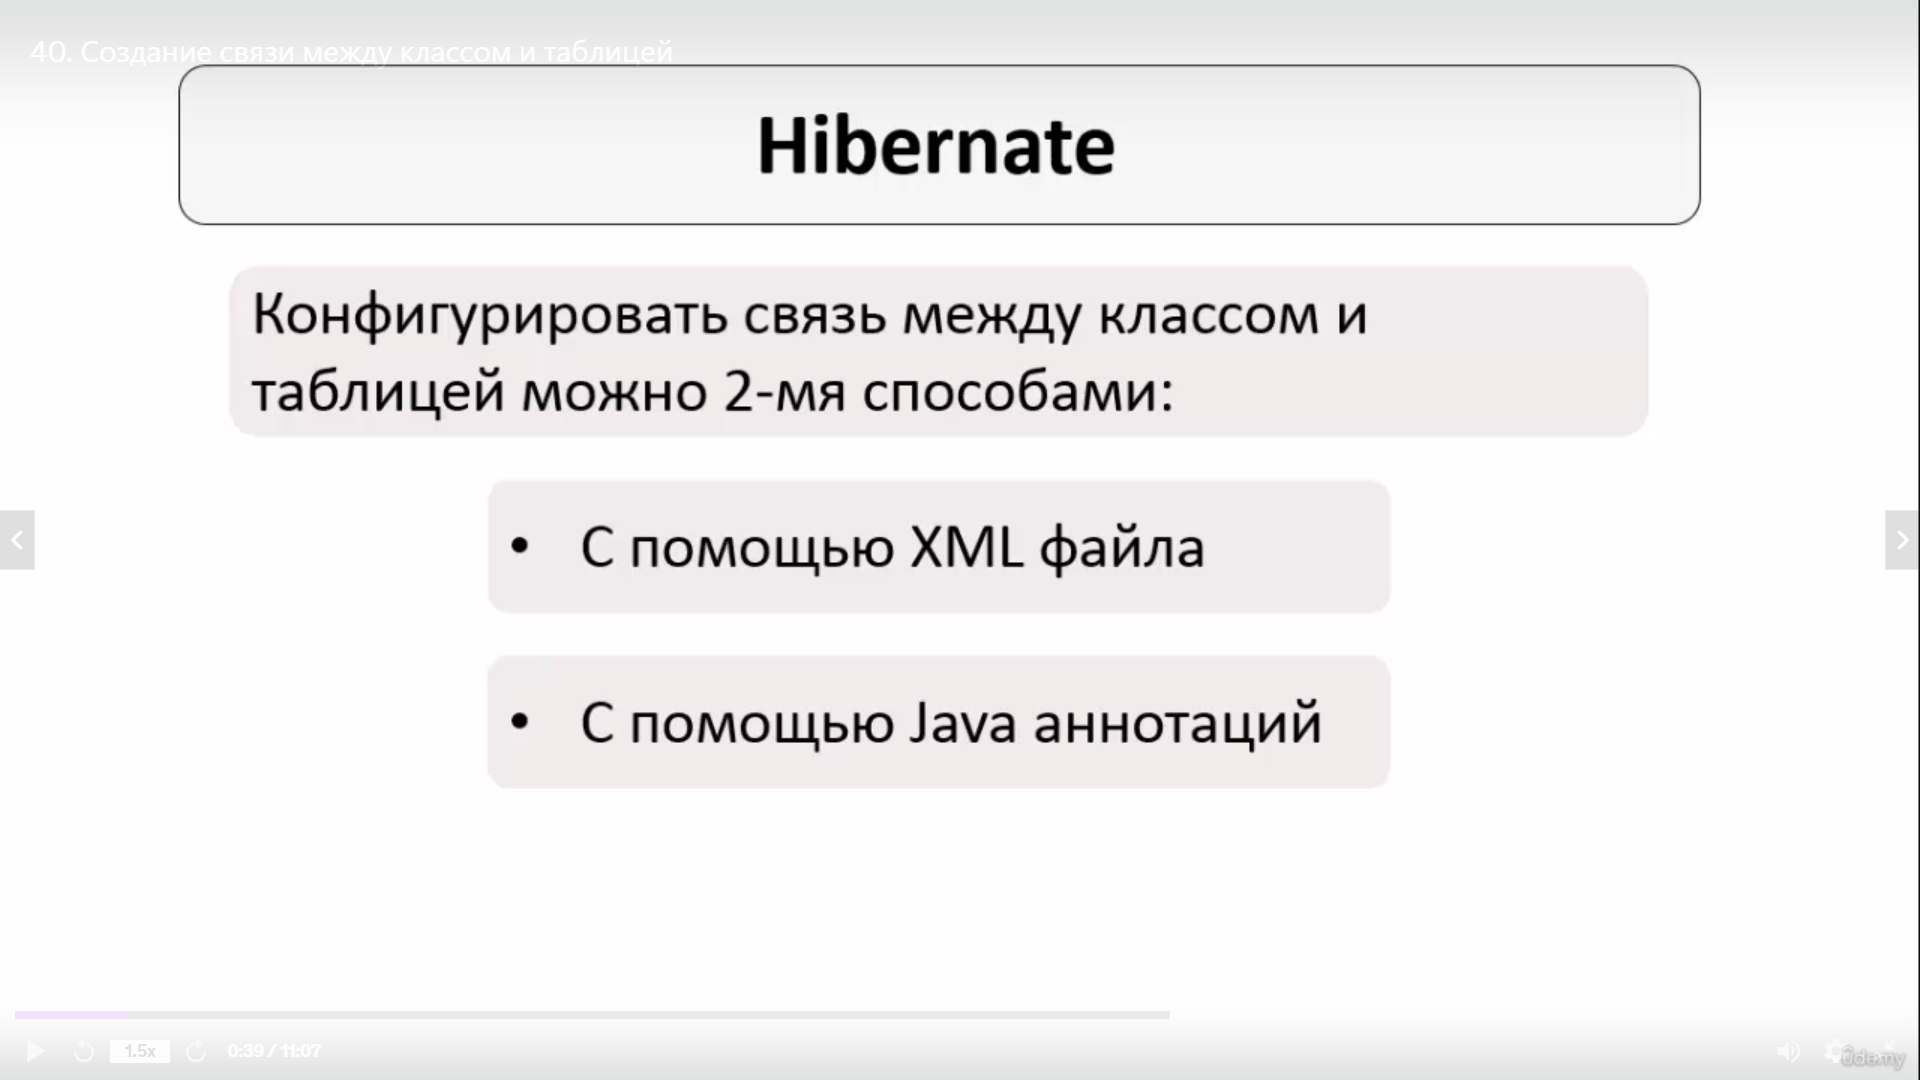 40. Создание связи между классом и таблицей
Hibernate
Конфигурировать связь между классом и
таблицей можно 2-мя способами:
• С помощью XML файла
• С помощью Java аннотаций
1.5x
0:39 / 11:07
ûdemy